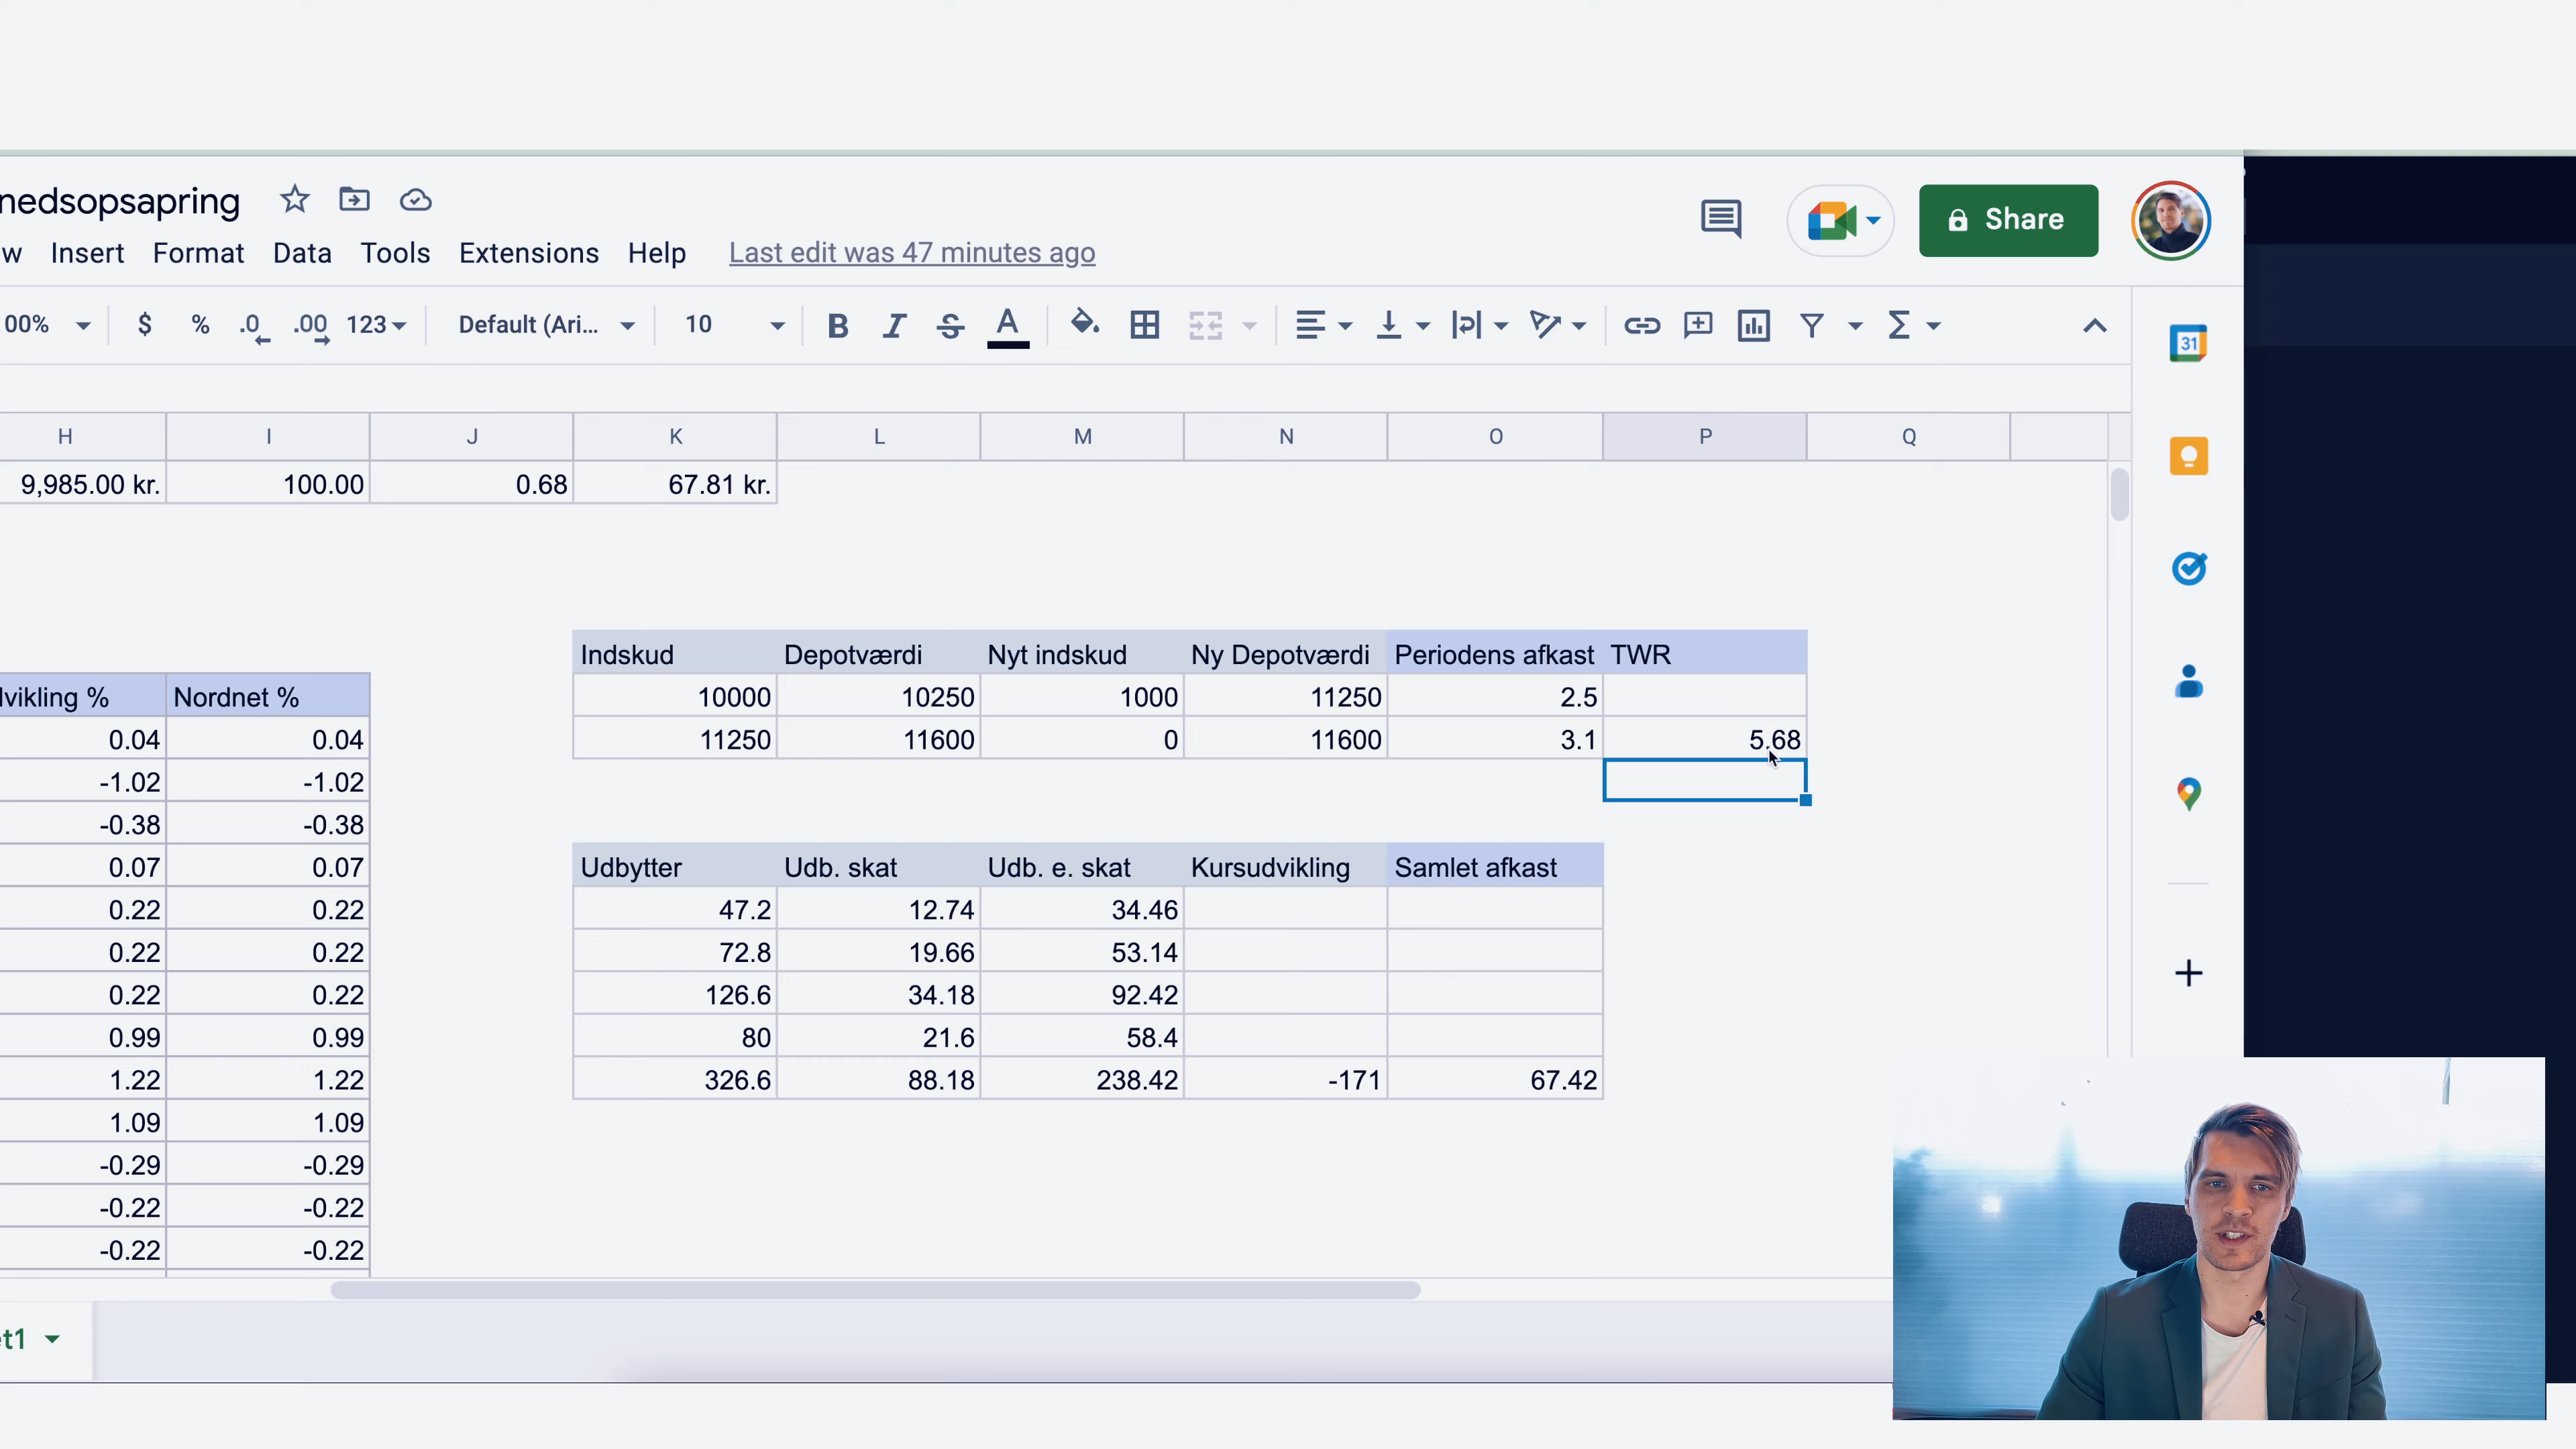 nedsopsapring
w Insert Format Data Tools Extensions Help Last edit was 47 minutes ago
Share
00% $ % .0 .00 123 Default (Ari... 10 B I S A
31
H I J K L M N O P Q
9,985.00 kr. 100.00 0.68 67.81 kr.
Indskud Depotværdi Nyt indskud Ny Depotværdi Periodens afkast TWR
10000 10250 1000 11250 2.5
11250 11600 0 11600 3.1 5.68
Udbytter Udb. skat Udb. e. skat Kursudvikling Samlet afkast
47.2 12.74 34.46
72.8 19.66 53.14
126.6 34.18 92.42
80 21.6 58.4
326.6 88.18 238.42 -171 67.42
vikling % Nordnet %
0.04 0.04
-1.02 -1.02
-0.38 -0.38
0.07 0.07
0.22 0.22
0.22 0.22
0.22 0.22
0.99 0.99
1.22 1.22
1.09 1.09
-0.29 -0.29
-0.22 -0.22
-0.22 -0.22
t1